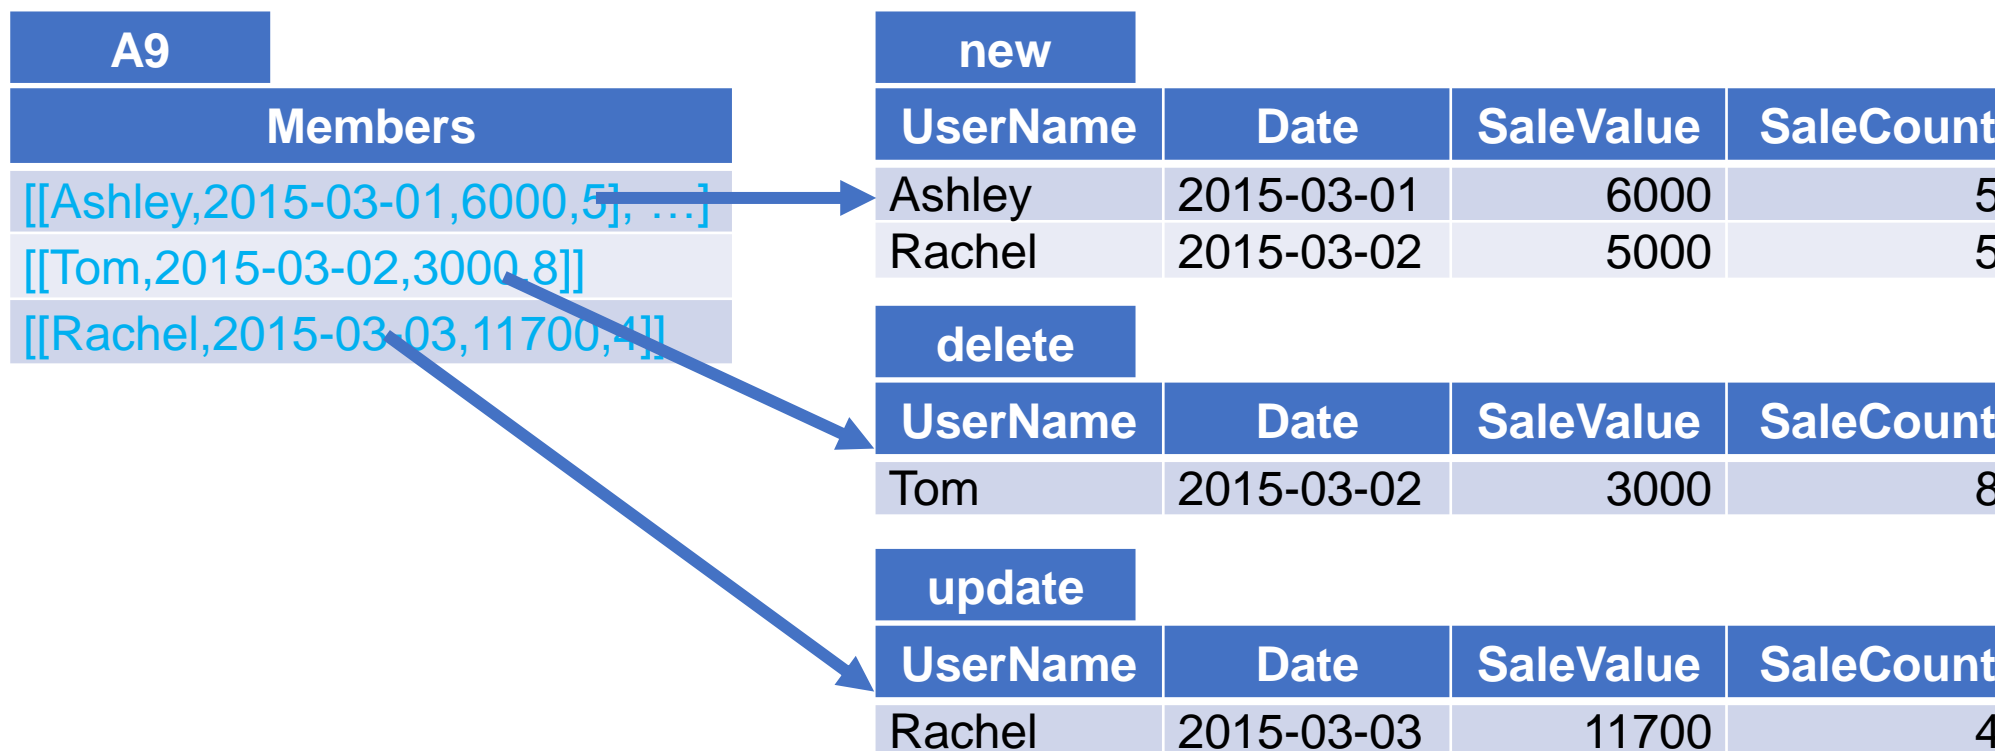 A9
Members
[[Ashley,2015-03-01,6000,5], …]
[[Tom,2015-03-02,3000,8]]
[[Rachel,2015-03-03,11700,4]]
new
UserName Date SaleValue SaleCount
Ashley 2015-03-01 6000 5
Rachel 2015-03-02 5000 5
delete
UserName Date SaleValue SaleCount
Tom 2015-03-02 3000 8
update
UserName Date SaleValue SaleCount
Rachel 2015-03-03 11700 4